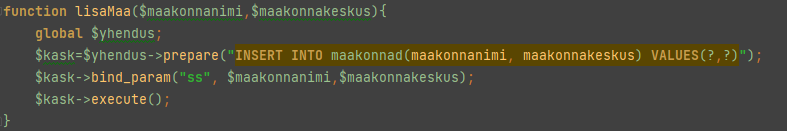 function lisaMaa($maakonnanimi,$maakonnakeskus){
global $yhendus;
$kask=$yhendus->prepare("INSERT INTO maakonnad(maakonnanimi, maakonnakeskus) VALUES(?,?)");
$kask->bind_param("ss", $maakonnanimi,$maakonnakeskus);
$kask->execute();
}